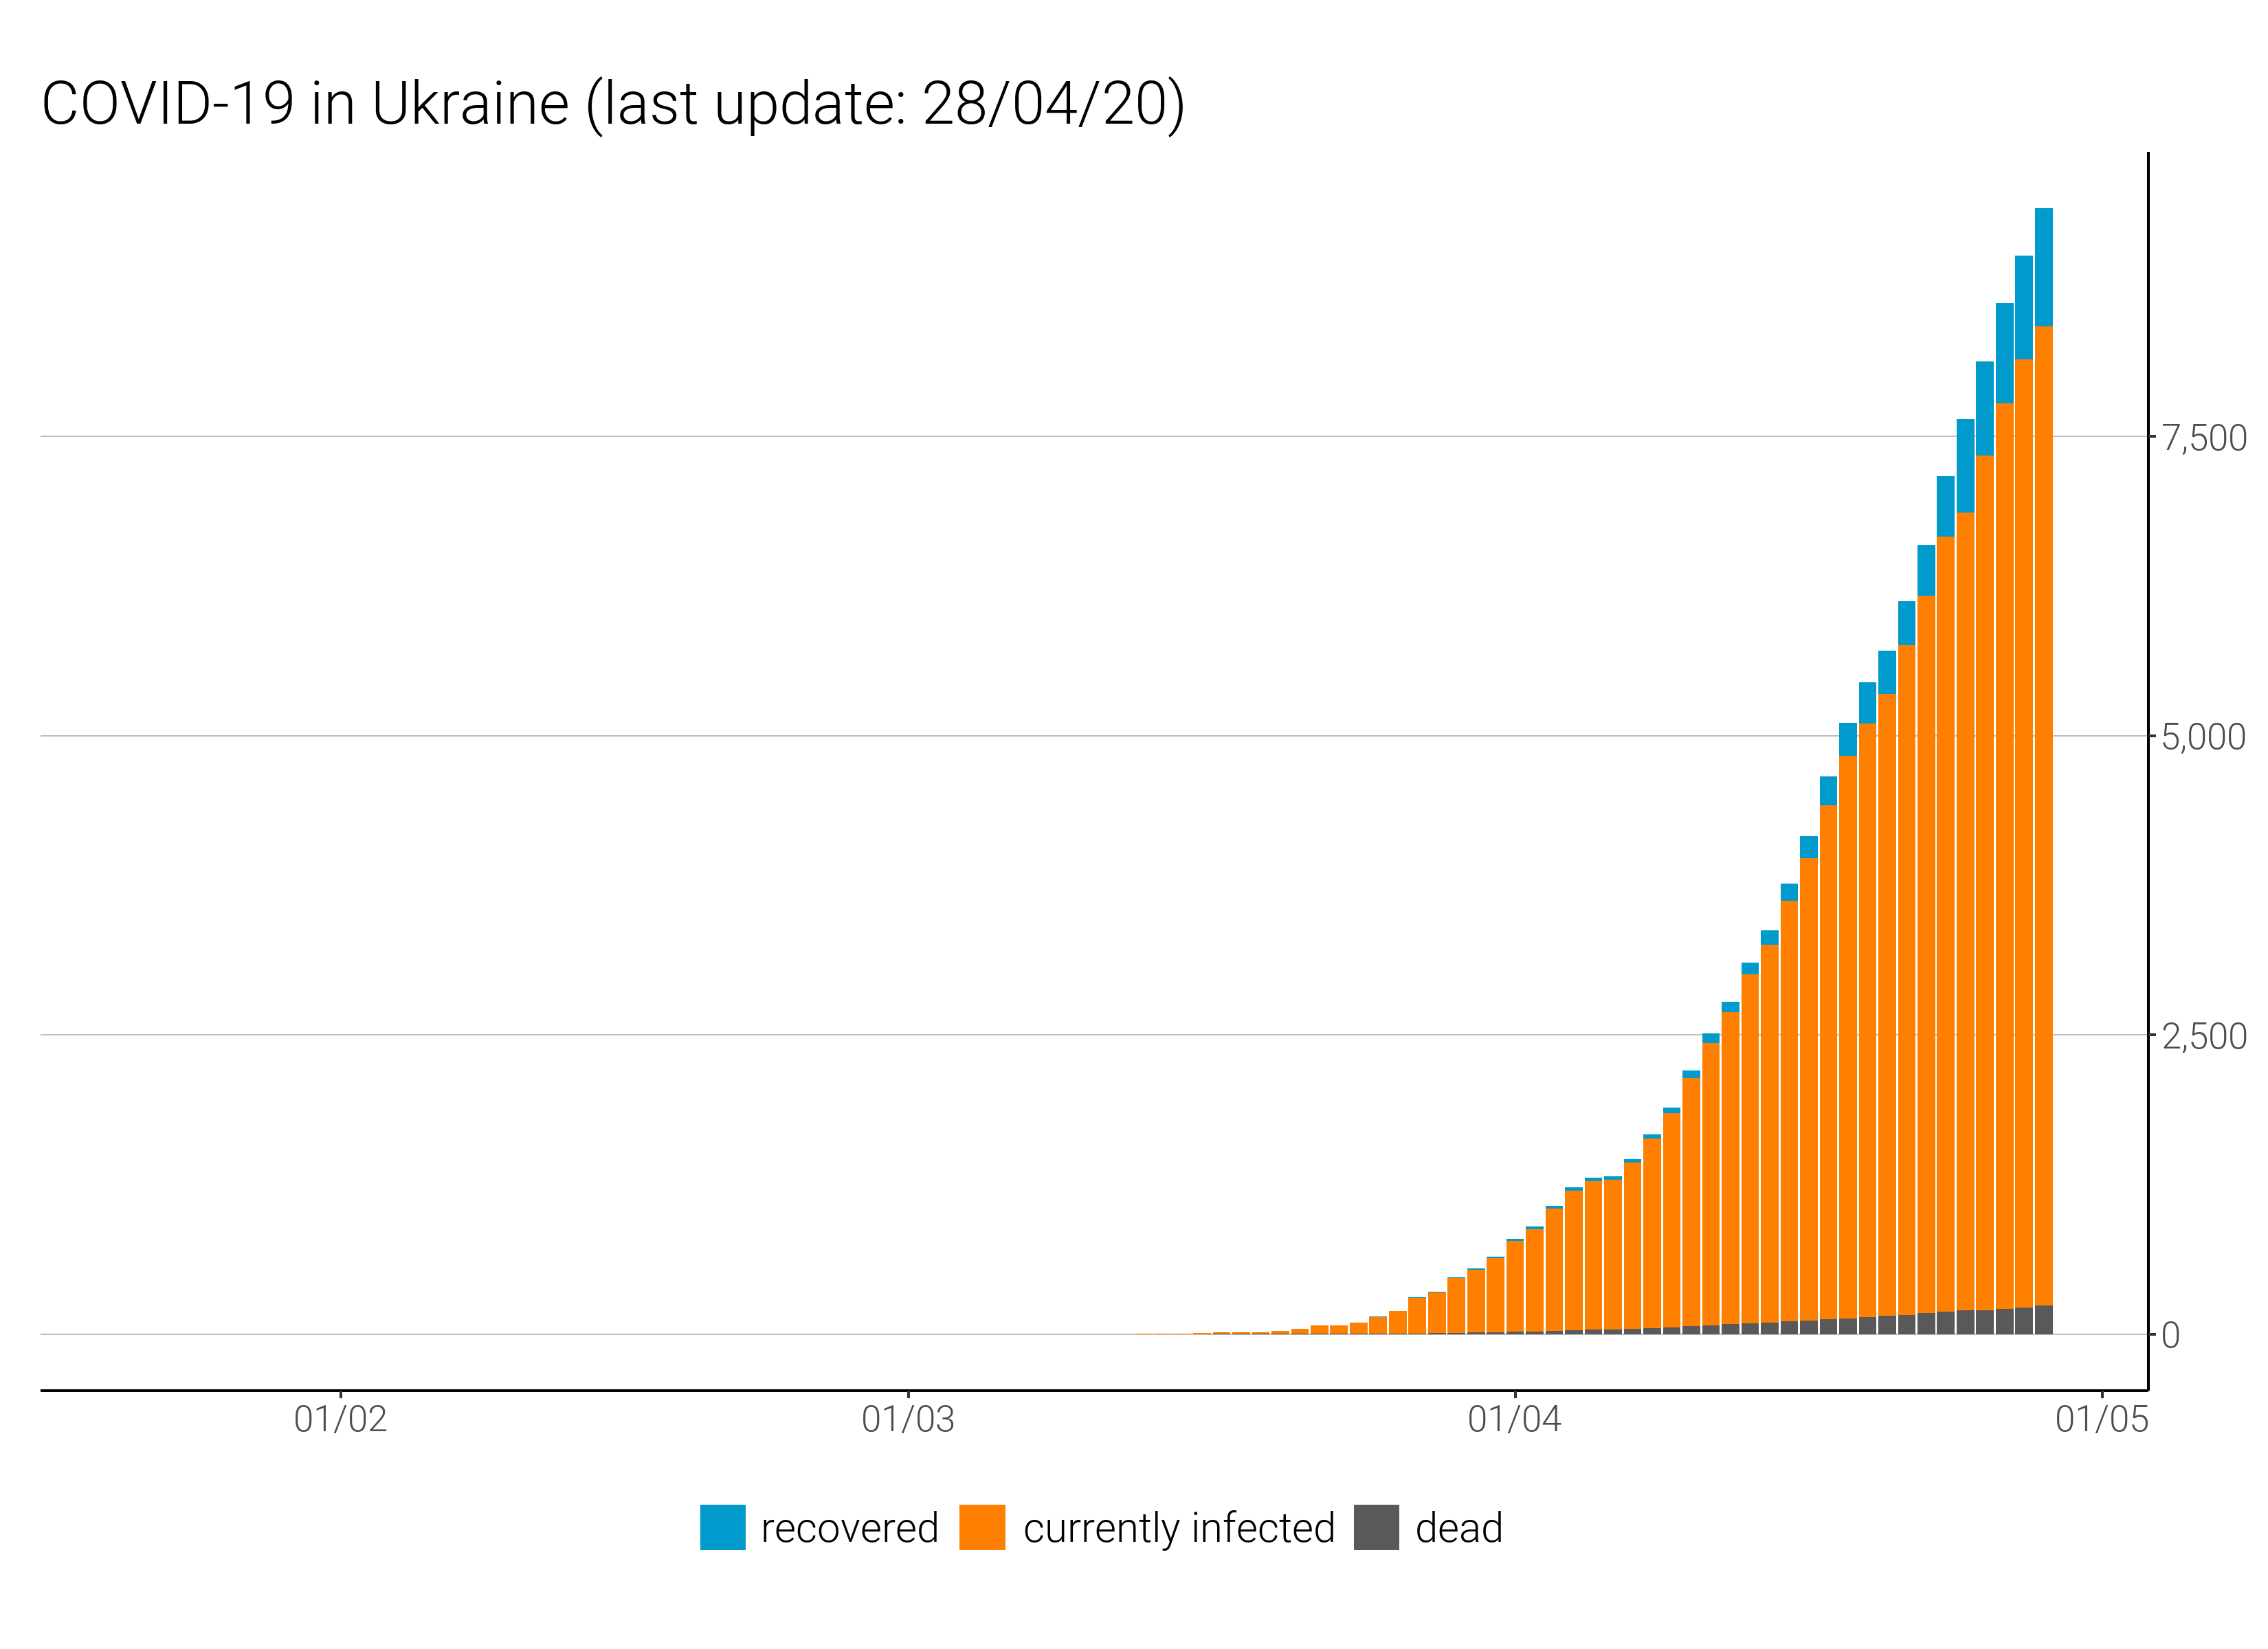 COVID-19 in Ukraine (last update: 28/04/20)
7,500
5,000
2,500
0
01/02 01/03 01/04 01/05
recovered currently infected dead